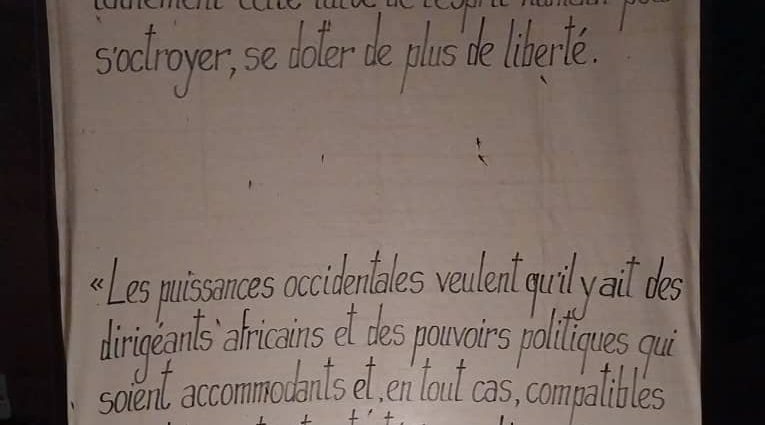 s'octroyer, se doter de plus de liberté.
«Les puissances occidentales veulent qu'il y ait des
dirigeants africains et des pouvoirs politiques qui
soient accommodants et, en tout cas, compatibles